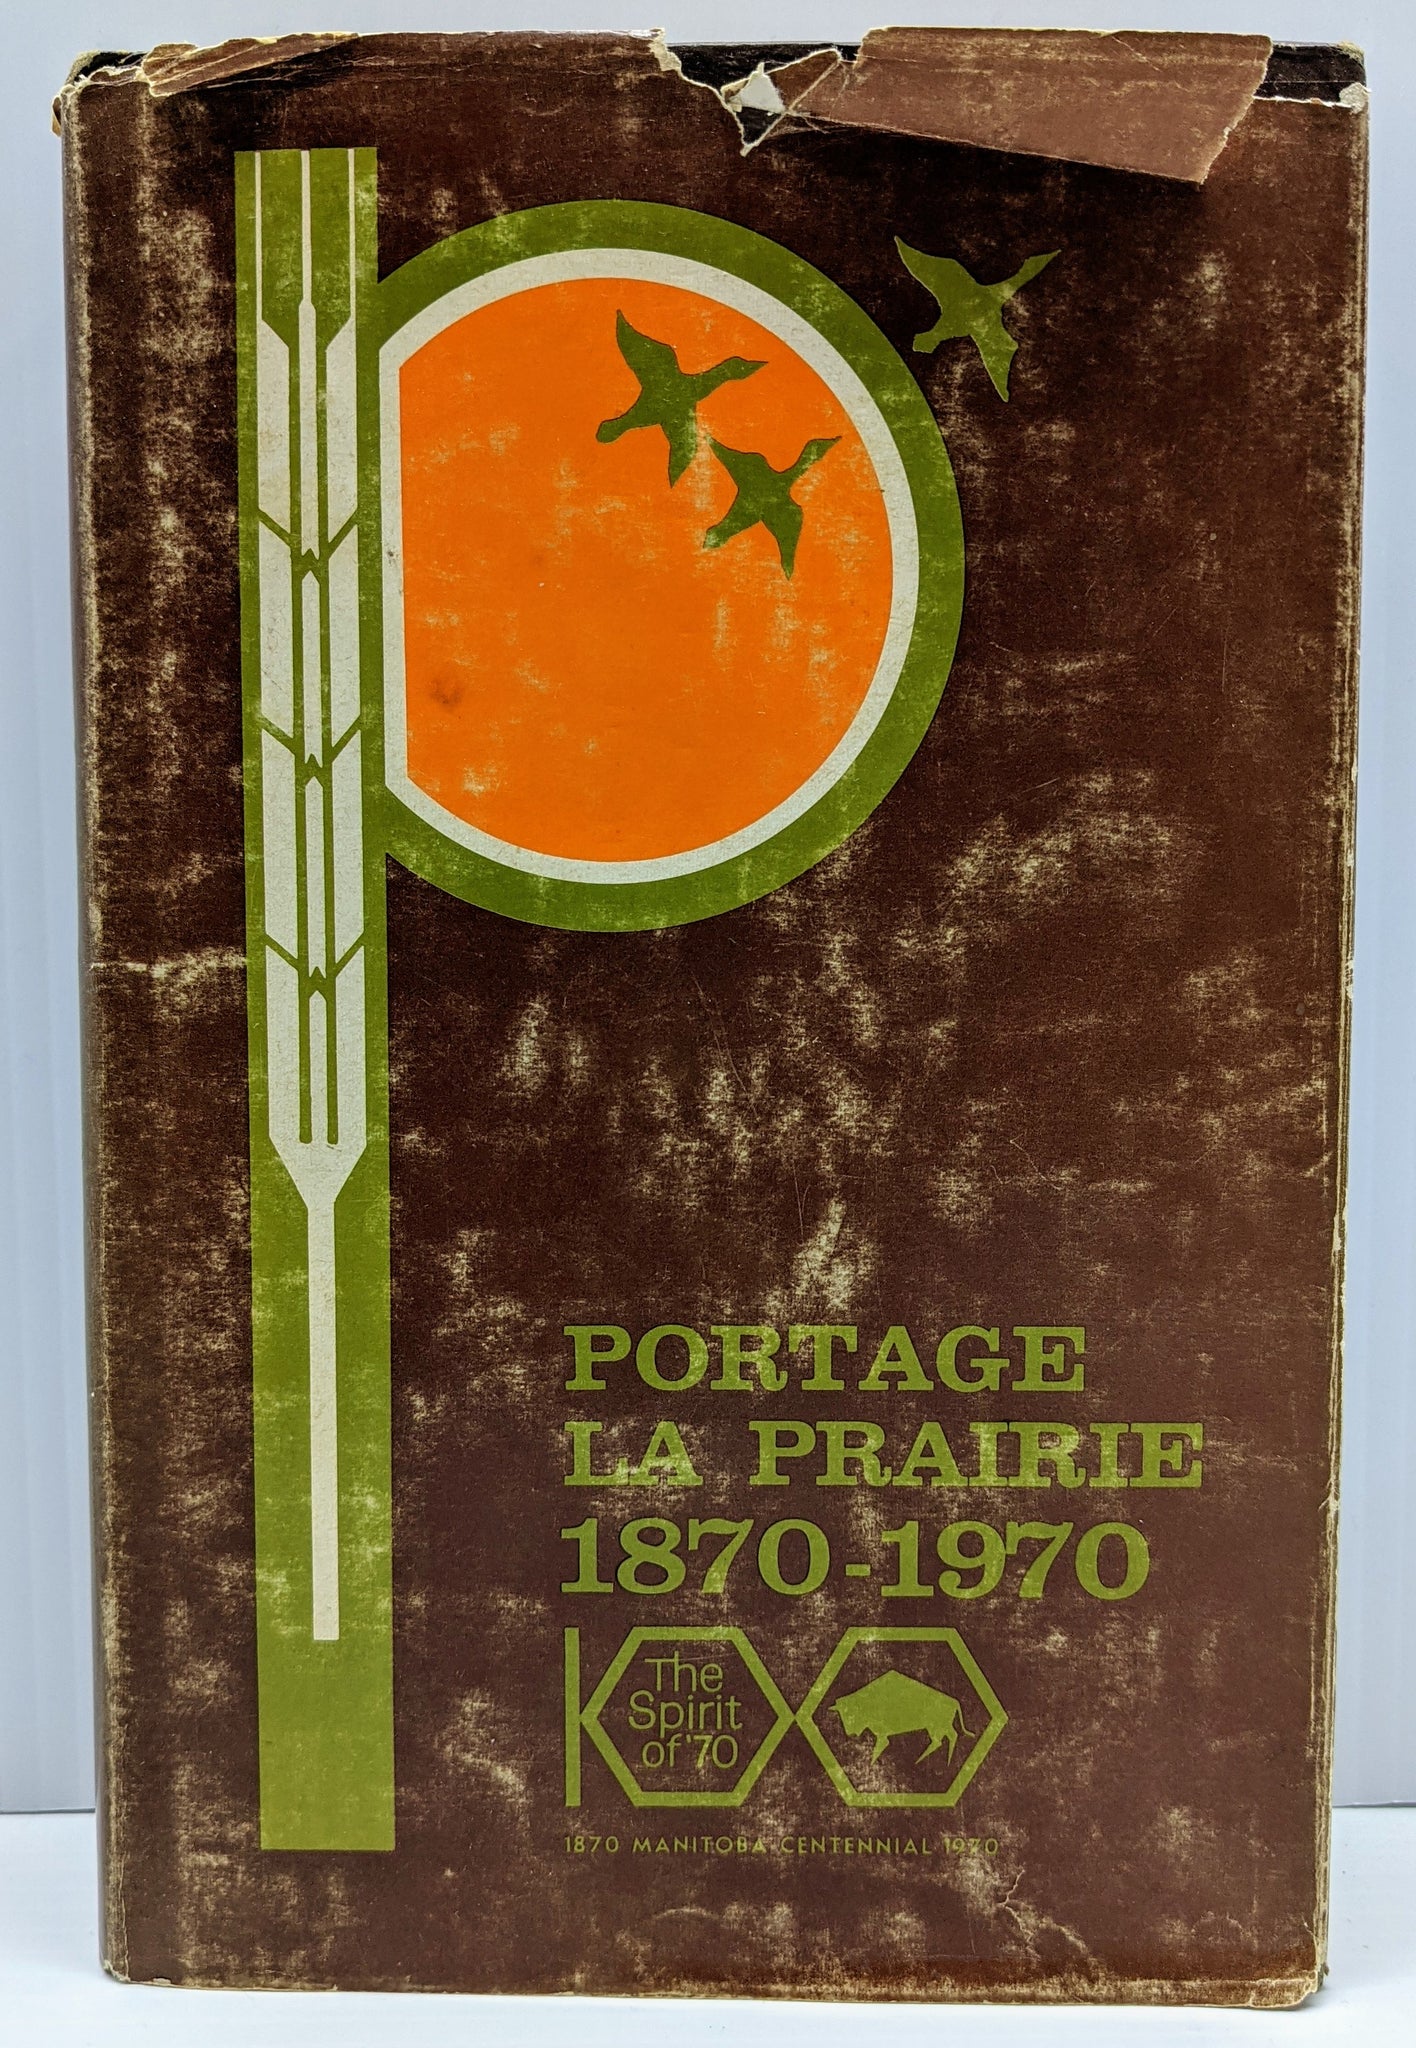 PORTAGE
LA PRAIRIE
1870-1970
The
Spirit
of '70
1870 MANITOBA CENTENNIAL 1970